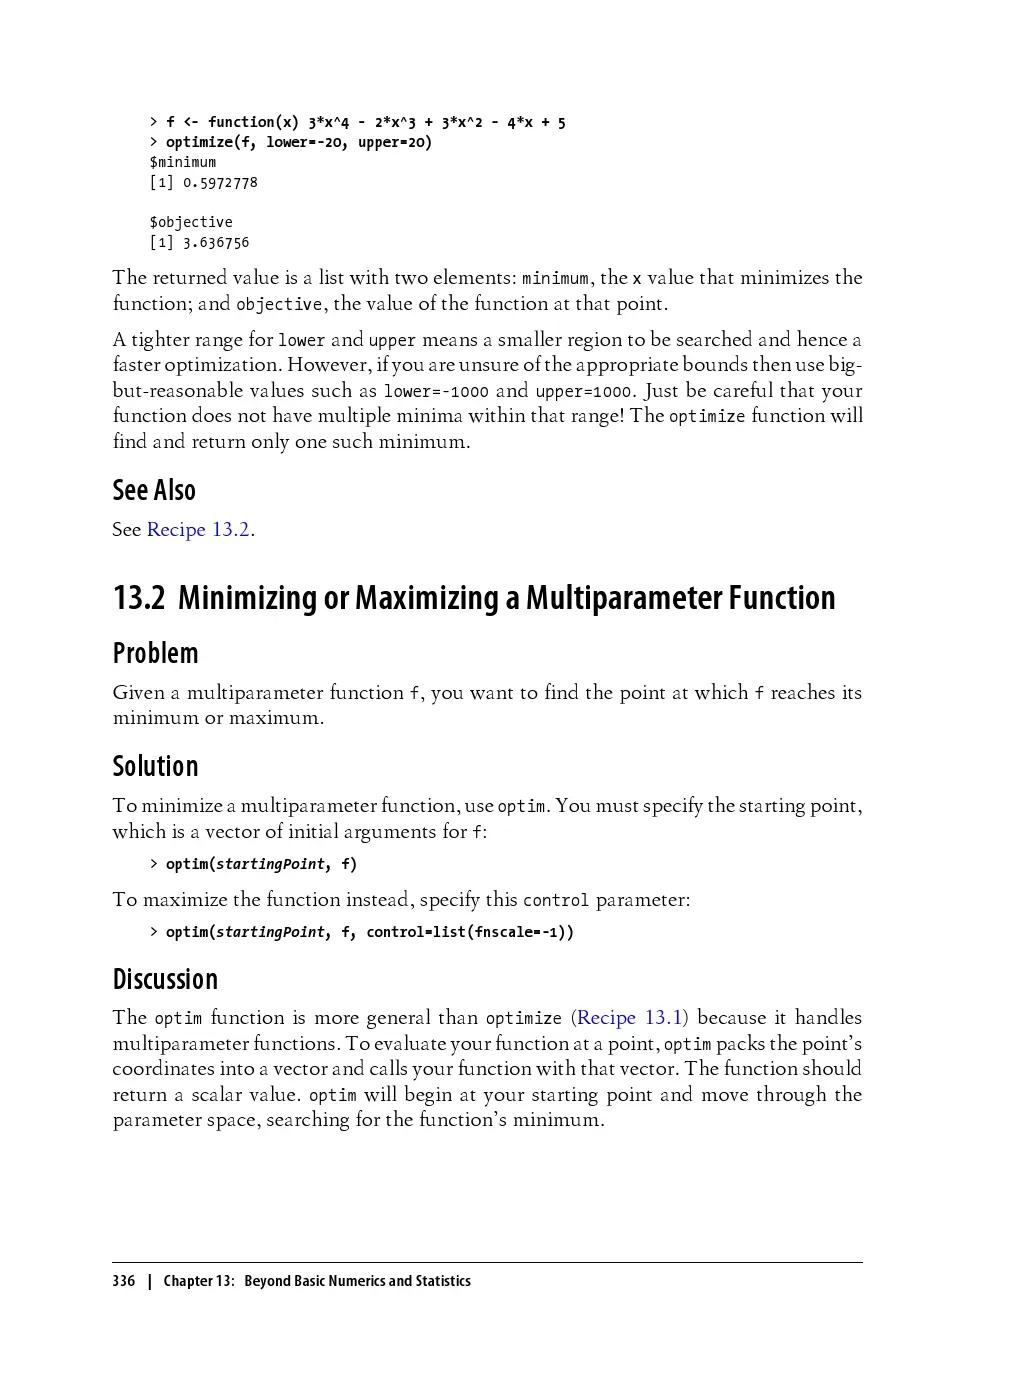 > f <- function(x) 3*x^4 - 2*x^3 + 3*x^2 - 4*x + 5
> optimize(f, lower=-20, upper=20)
$minimum
[1] 0.5972778
$objective
[1] 3.636756
The returned value is a list with two elements: minimum, the x value that minimizes the
function; and objective, the value of the function at that point.
A tighter range for lower and upper means a smaller region to be searched and hence a
faster optimization. However, if you are unsure of the appropriate bounds then use big-
but-reasonable values such as lower=-1000 and upper=1000. Just be careful that your
function does not have multiple minima within that range! The optimize function will
find and return only one such minimum.
See Also
See Recipe 13.2.
13.2 Minimizing or Maximizing a Multiparameter Function
Problem
Given a multiparameter function f, you want to find the point at which f reaches its
minimum or maximum.
Solution
To minimize a multiparameter function, use optim. You must specify the starting point,
which is a vector of initial arguments for f:
> optim(startingPoint, f)
To maximize the function instead, specify this control parameter:
> optim(startingPoint, f, control=list(fnscale=-1))
Discussion
The optim function is more general than optimize (Recipe 13.1) because it handles
multiparameter functions. To evaluate your function at a point, optim packs the point's
coordinates into a vector and calls your function with that vector. The function should
return a scalar value. optim will begin at your starting point and move through the
parameter space, searching for the function's minimum.
336 | Chapter 13: Beyond Basic Numerics and Statistics